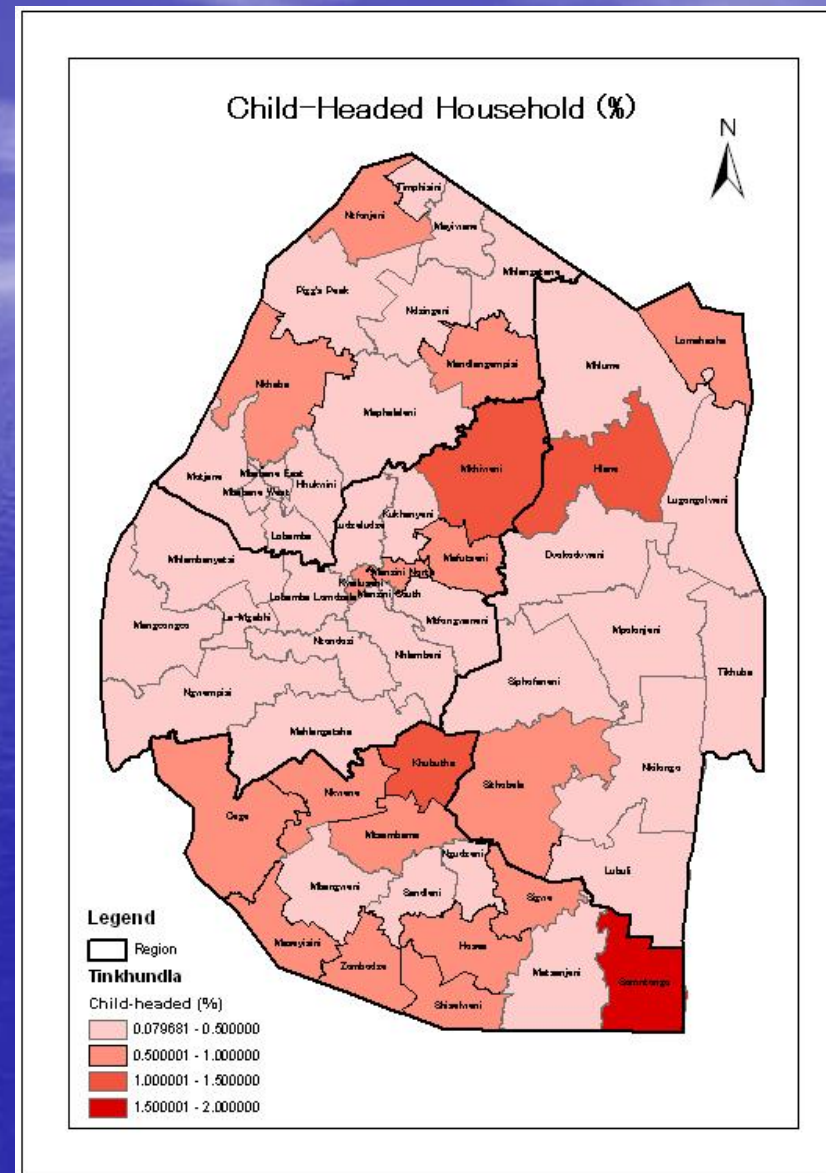 Child-Headed Household (%)
N
Timphisini
Ntfonjeni
Mayiwane
Mhlangatane
Pigg's Peak
Ndzingeni
Lomahasha
Mandlangempisi
Mhlume
Nkhaba
Maphalaleni
Mkhiweni
Hlane
Motjane
Mbabane East
Hhukwini
Mbabane West
Lugongolweni
Kukhanyeni
Ludzeludze
Lobamba
Dvokodvweni
Mafutseni
Mhlambanyatsi
Manzini North
Kwaluseni
Lobamba Lomdzala
Manzini South
La-Mgabhi
Mangcongco
Mtfongwaneni
Mpolonjeni
Ntondozi
Nhlambeni
Tikhuba
Siphofaneni
Ngwempisi
Mahlangatsha
Khubutha
Nkilongo
Sithobela
Gege
Mtsambama
Ngudzeni
Lubuli
Mbangweni
Sandleni
Sigwe
Legend
Region
Maseyisini
Hosea
Zombodze
Matsanjeni
Somntongo
Tinkhundla
Shiselweni
Child-headed (%)
0.079681 - 0.500000
0.500001 - 1.000000
1.000001 - 1.500000
1.500001 - 2.000000